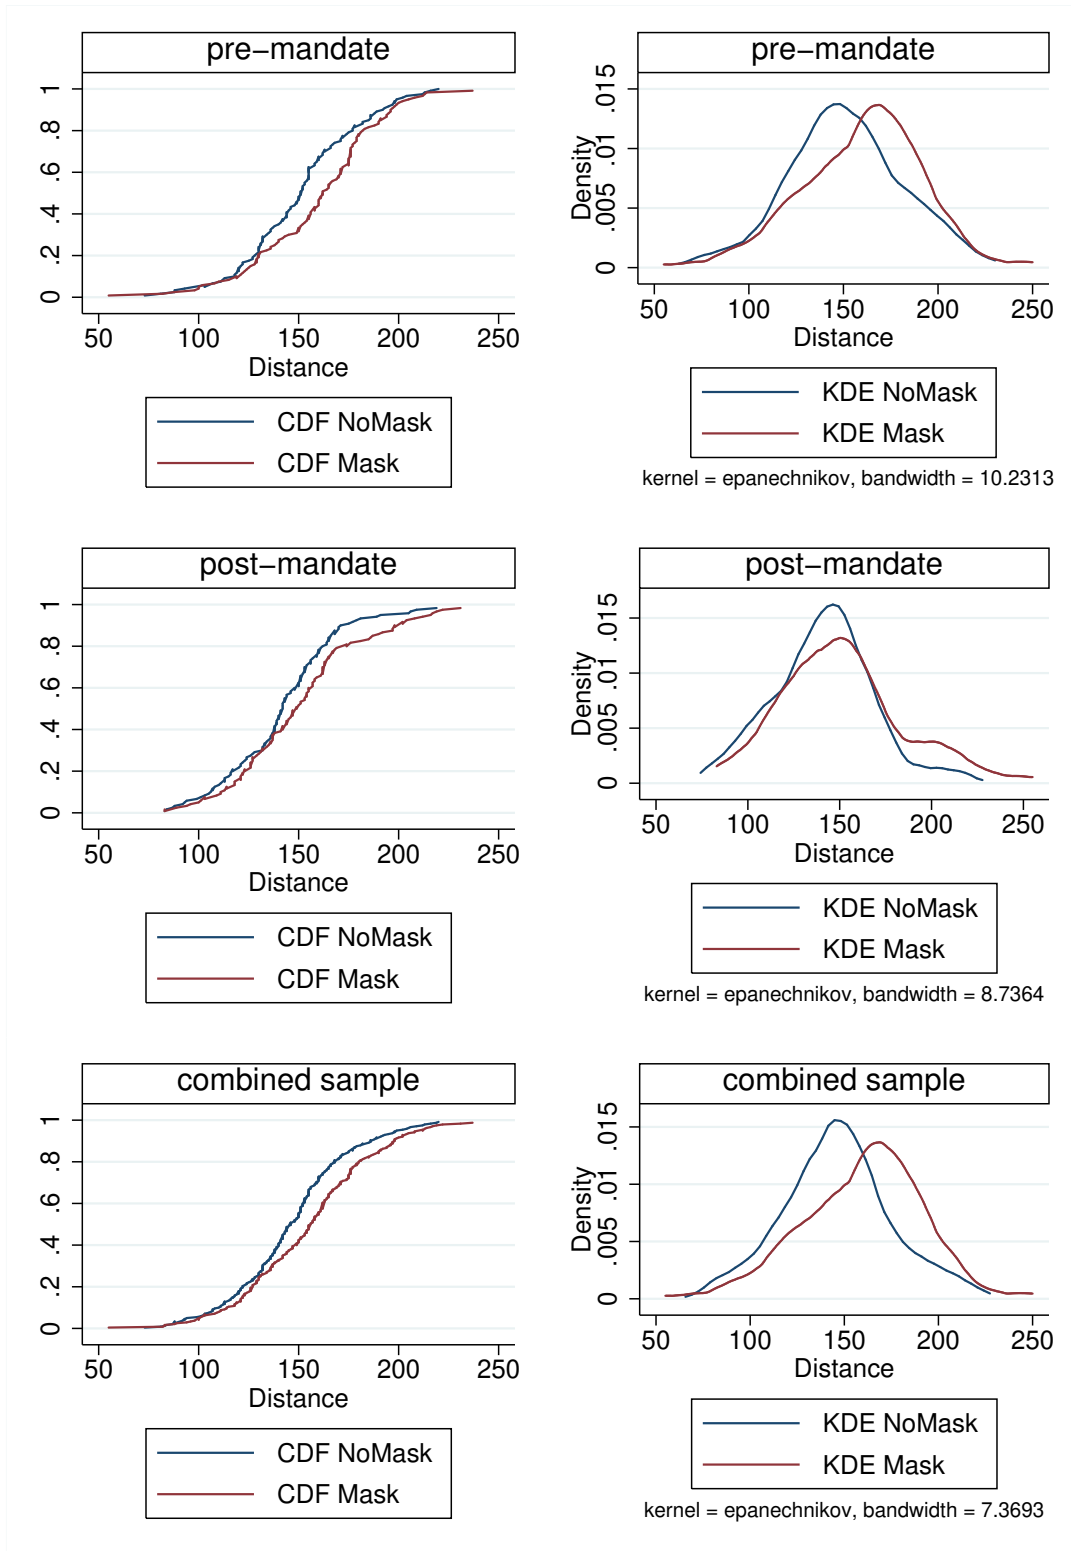 pre−mandate
0 .2 .4 .6 .8 1
50 100 150 200 250
Distance
CDF NoMask
CDF Mask
pre−mandate
Density
0 .005 .01 .015
50 100 150 200 250
Distance
KDE NoMask
KDE Mask
kernel = epanechnikov, bandwidth = 10.2313
post−mandate
0 .2 .4 .6 .8 1
50 100 150 200 250
Distance
CDF NoMask
CDF Mask
post−mandate
Density
0 .005 .01 .015
50 100 150 200 250
Distance
KDE NoMask
KDE Mask
kernel = epanechnikov, bandwidth = 8.7364
combined sample
0 .2 .4 .6 .8 1
50 100 150 200 250
Distance
CDF NoMask
CDF Mask
combined sample
Density
0 .005 .01 .015
50 100 150 200 250
Distance
KDE NoMask
KDE Mask
kernel = epanechnikov, bandwidth = 7.3693